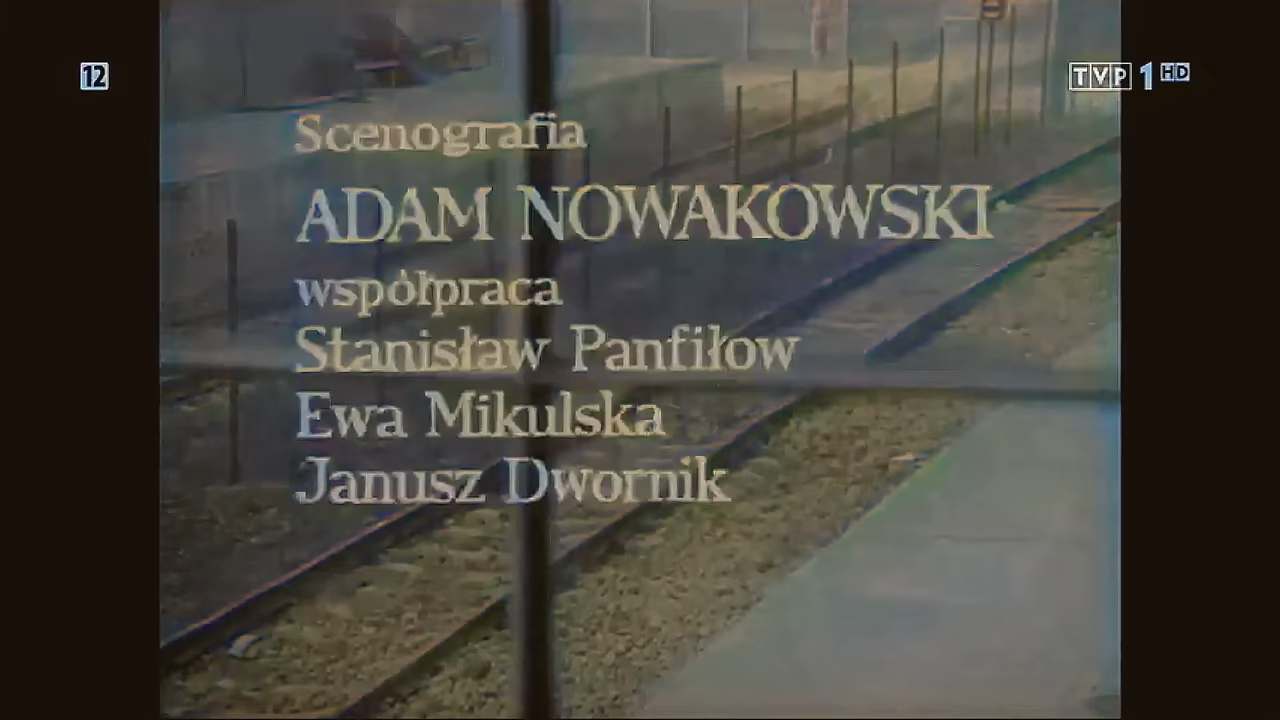 12
TVP 1 HD
Scenografia
ADAM NOWAKOWSKI
współpraca
Stanisław Panfiłow
Ewa Mikulska
Janusz Dwornik